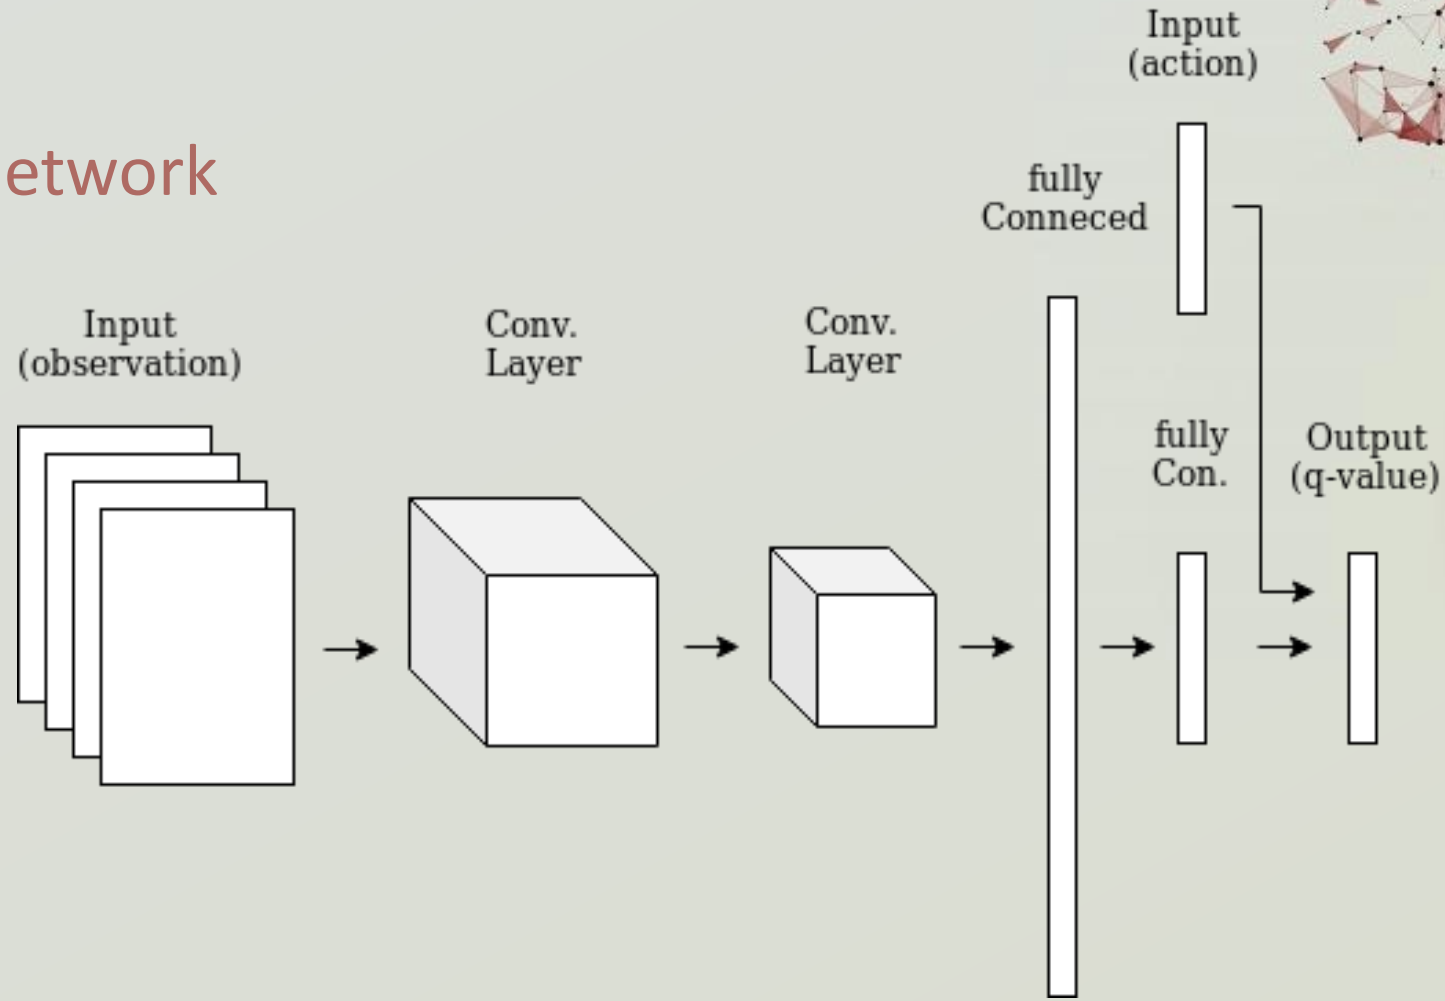 etwork
Input
(observation)
Conv.
Layer
Conv.
Layer
fully
Conneced
Input
(action)
fully
Con.
Output
(q-value)